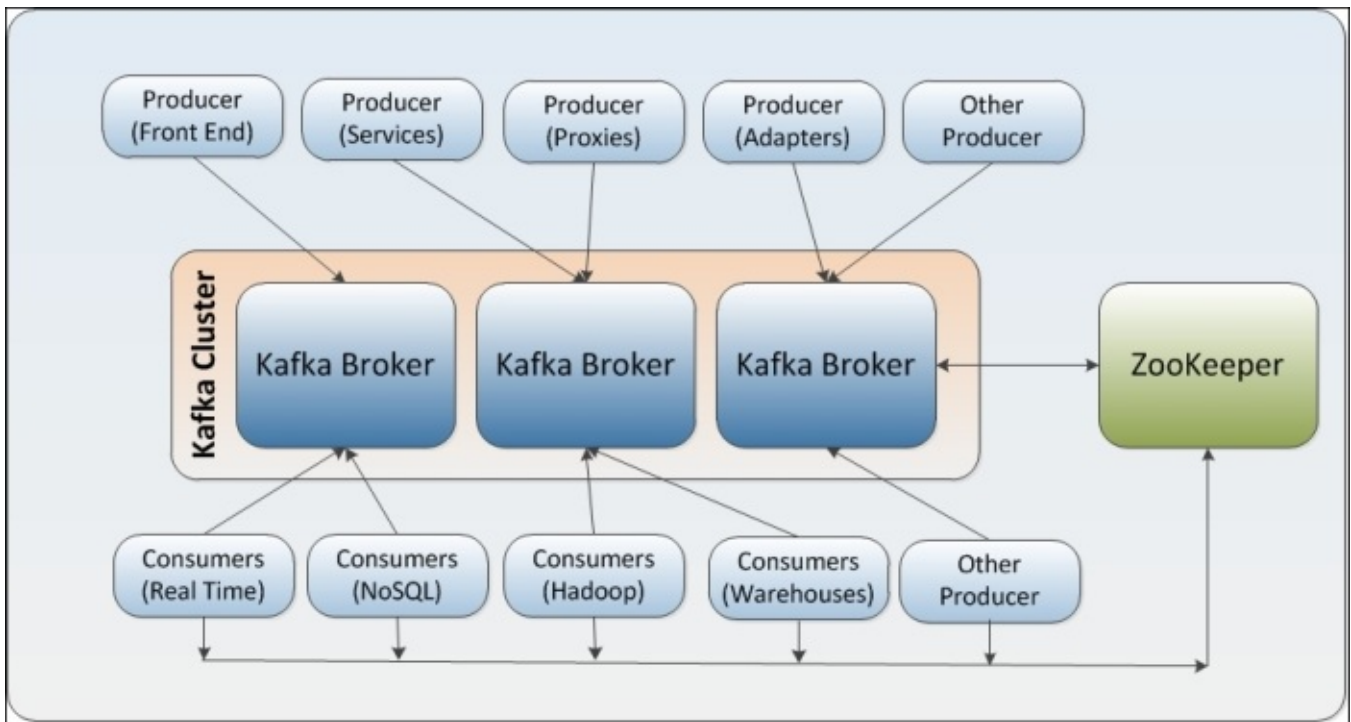 Producer
(Front End)
Producer
(Services)
Producer
(Proxies)
Producer
(Adapters)
Other
Producer
Kafka Cluster
Kafka Broker
Kafka Broker
Kafka Broker
ZooKeeper
Consumers
(Real Time)
Consumers
(NoSQL)
Consumers
(Hadoop)
Consumers
(Warehouses)
Other
Producer